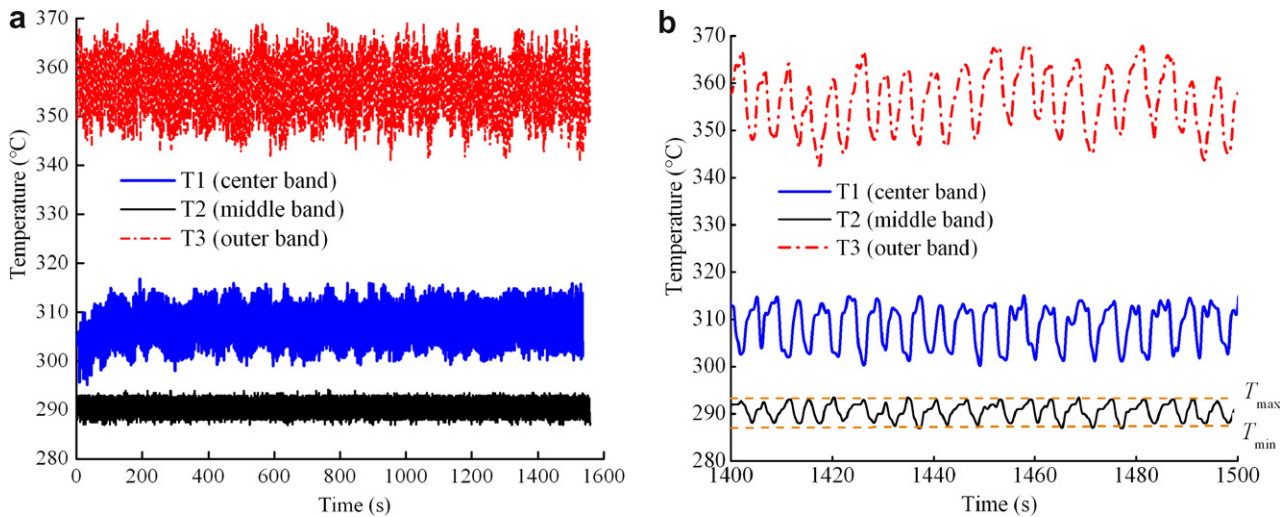 a
370
360
350
340
330
320
310
300
290
280
Temperature (°C)
T1 (center band)
T2 (middle band)
T3 (outer band)
0 200 400 600 800 1000 1200 1400 1600
Time (s)
b
370
360
350
340
330
320
310
300
290
280
Temperature (°C)
T1 (center band)
T2 (middle band)
T3 (outer band)
Tmax
Tmin
1400 1420 1440 1460 1480 1500
Time (s)